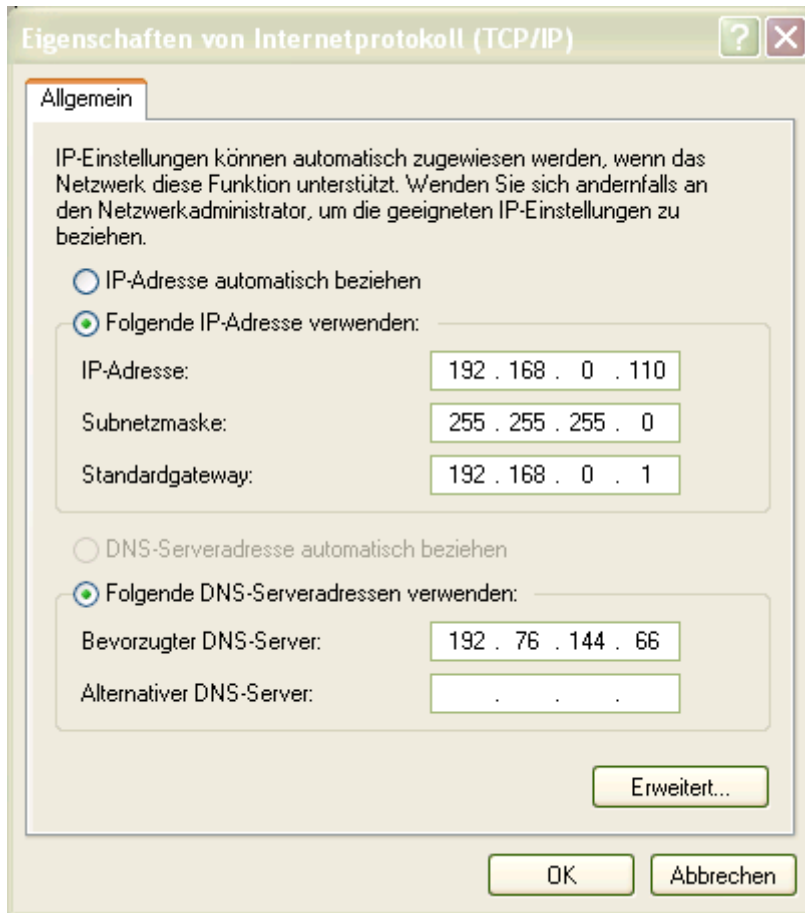 Eigenschaften von Internetprotokoll (TCP/IP)
Allgemein
IP-Einstellungen können automatisch zugewiesen werden, wenn das
Netzwerk diese Funktion unterstützt. Wenden Sie sich andernfalls an
den Netzwerkadministrator, um die geeigneten IP-Einstellungen zu
beziehen.
IP-Adresse automatisch beziehen
Folgende IP-Adresse verwenden:
IP-Adresse: 192 . 168 . 0 . 110
Subnetzmaske: 255 . 255 . 255 . 0
Standardgateway: 192 . 168 . 0 . 1
DNS-Serveradresse automatisch beziehen
Folgende DNS-Serveradressen verwenden:
Bevorzugter DNS-Server: 192 . 76 . 144 . 66
Alternativer DNS-Server: . . .
Erweitert...
OK Abbrechen